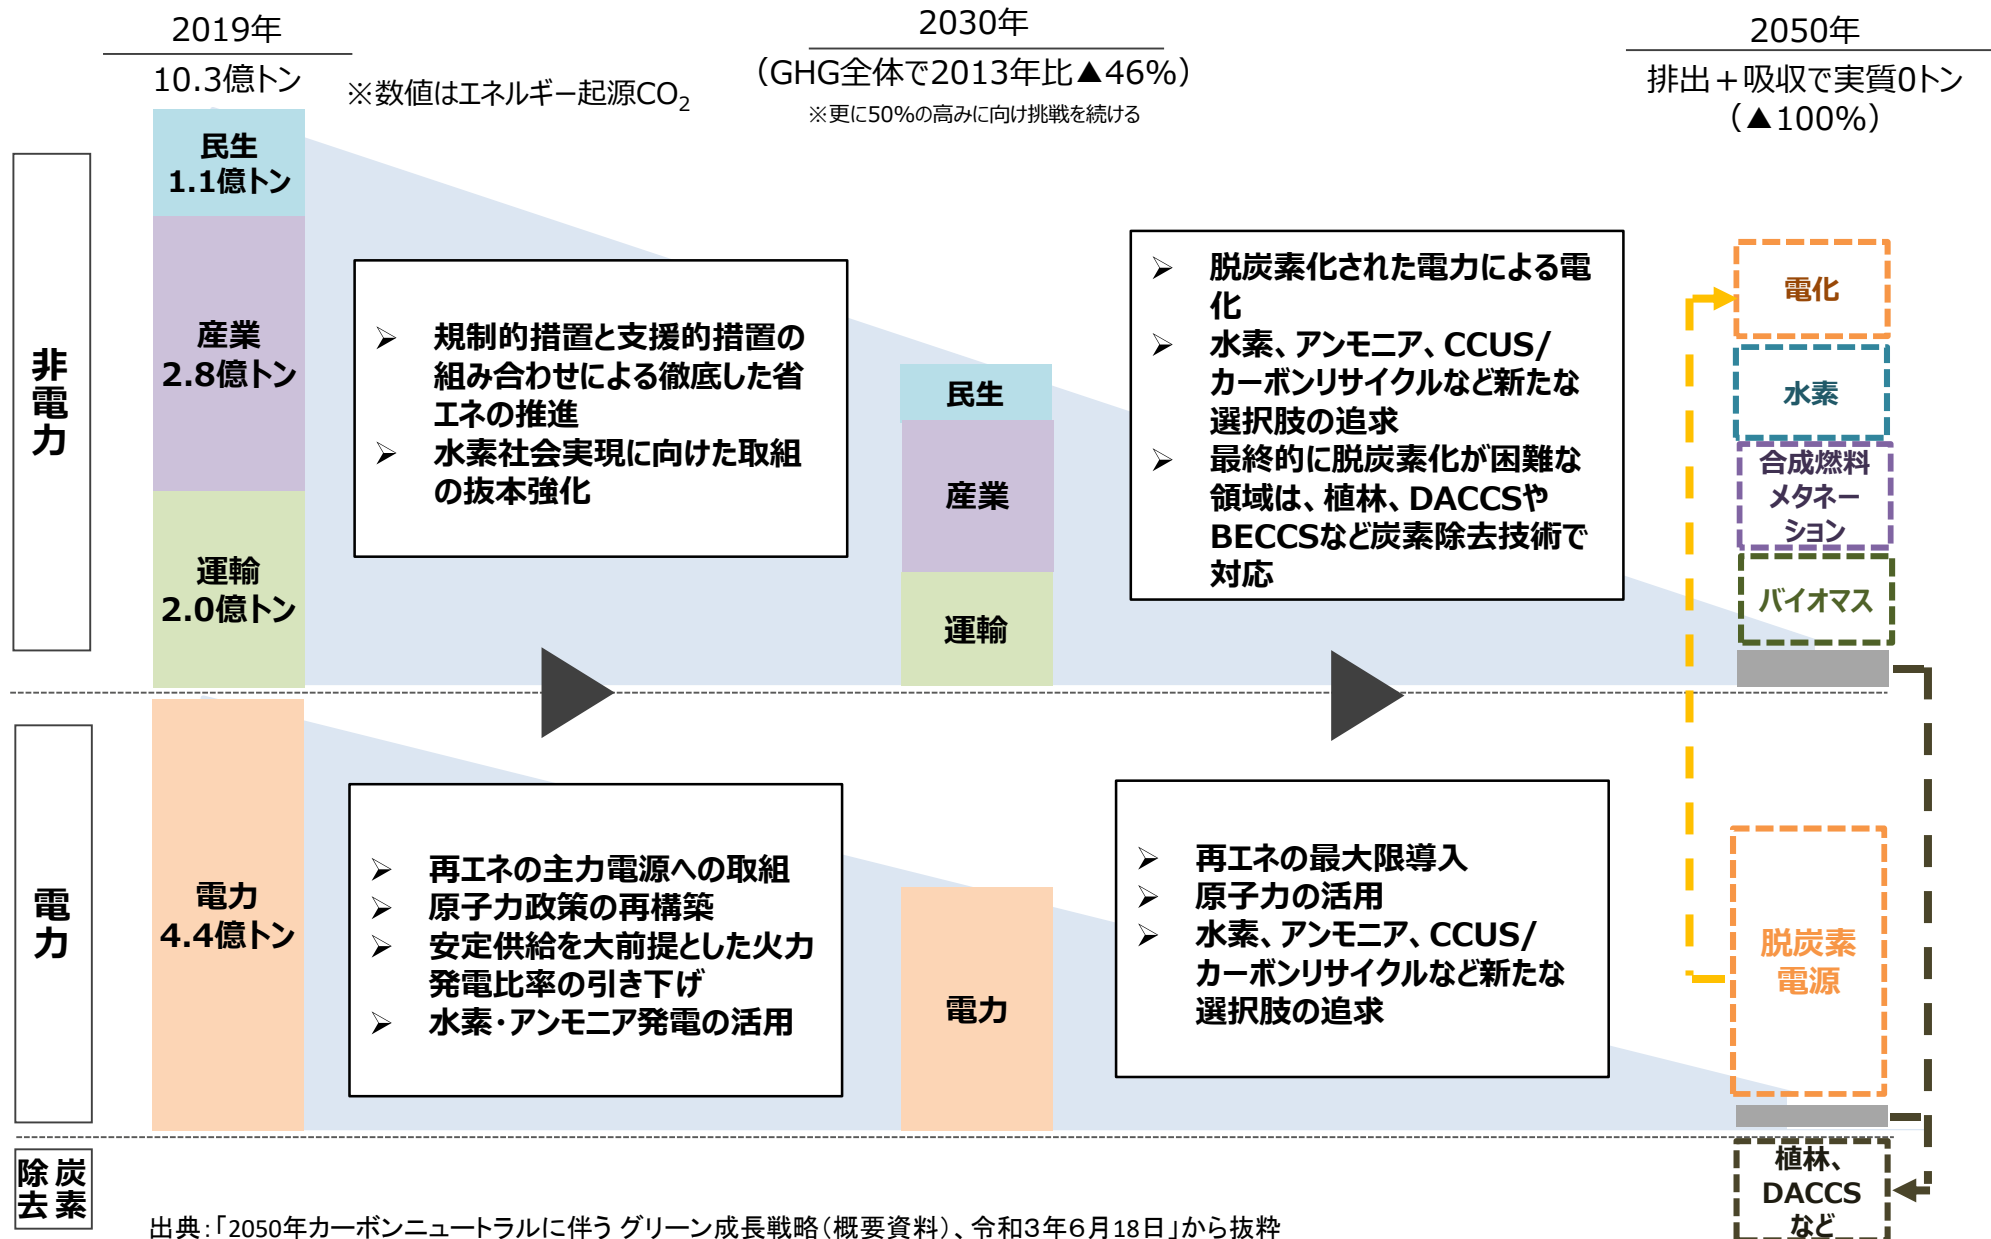 2019年
10.3億トン
※数値はエネルギー起源CO₂
2030年
（GHG全体で2013年比▲46％）
※更に50％の高みに向け挑戦を続ける
2050年
排出＋吸収で実質0トン
（▲100％）
非電力
民生
1.1億トン
産業
2.8億トン
運輸
2.0億トン
➢ 規制的措置と支援的措置の
組み合わせによる徹底した省
エネの推進
➢ 水素社会実現に向けた取組
の抜本強化
民生
産業
運輸
➢ 脱炭素化された電力による電
化
➢ 水素、アンモニア、CCUS/
カーボンリサイクルなど新たな
選択肢の追求
➢ 最終的に脱炭素化が困難な
領域は、植林、DACCSや
BECCSなど炭素除去技術で
対応
電化
水素
合成燃料
メタネー
ション
バイオマス
電力
電力
4.4億トン
➢ 再エネの主力電源への取組
➢ 原子力政策の再構築
➢ 安定供給を大前提とした火力
発電比率の引き下げ
➢ 水素・アンモニア発電の活用
電力
➢ 再エネの最大限導入
➢ 原子力の活用
➢ 水素、アンモニア、CCUS/
カーボンリサイクルなど新たな
選択肢の追求
脱炭素
電源
炭素
除去
植林、
DACCS
など
出典：「2050年カーボンニュートラルに伴う グリーン成長戦略（概要資料）、令和３年６月18日」から抜粋